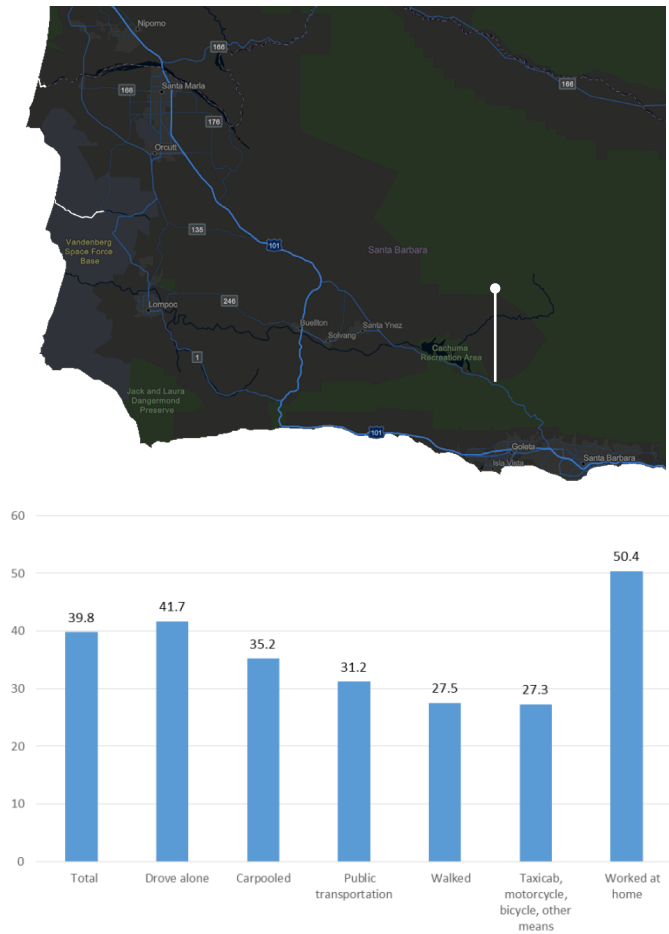 Nipomo
166
166
Santa Maria
166
176
Orcutt
135
Santa Barbara
101
Vandenberg
Space Force
Base
246
Lompoc
Buellton
Santa Ynez
Solvang
Cachuma
Recreation Area
1
Jack and Laura
Dangermond
Preserve
101
Goleta
Isla Vista
Santa Barbara
60
50
40
30
20
10
0
39.8
41.7
35.2
31.2
27.5
27.3
50.4
Total
Drove alone
Carpooled
Public
transportation
Walked
Taxicab,
motorcycle,
bicycle, other
means
Worked at
home